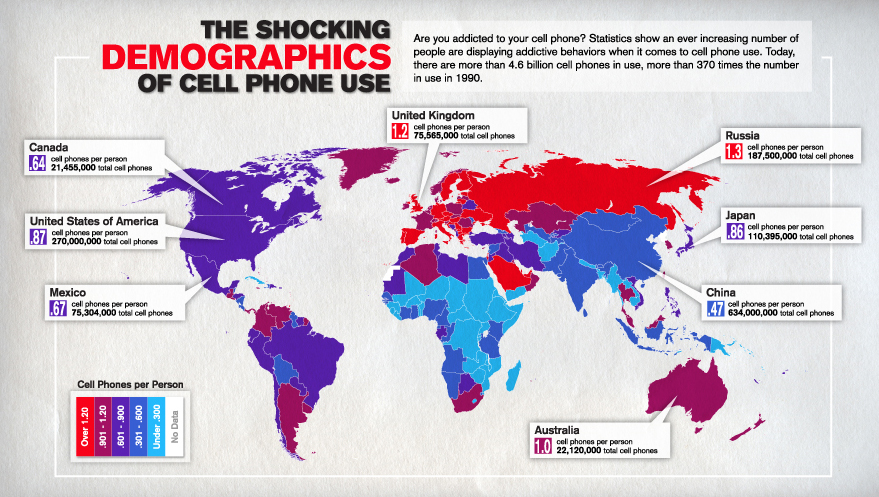 THE SHOCKING
DEMOGRAPHICS
OF CELL PHONE USE
Are you addicted to your cell phone? Statistics show an ever increasing number of
people are displaying addictive behaviors when it comes to cell phone use. Today,
there are more than 4.6 billion cell phones in use, more than 370 times the number
in use in 1990.
United Kingdom
1.2 cell phones per person
75,565,000 total cell phones
Canada
.64 cell phones per person
21,455,000 total cell phones
Russia
1.3 cell phones per person
187,500,000 total cell phones
United States of America
.87 cell phones per person
270,000,000 total cell phones
Japan
.86 cell phones per person
110,395,000 total cell phones
Mexico
.67 cell phones per person
75,304,000 total cell phones
China
.47 cell phones per person
634,000,000 total cell phones
Cell Phones per Person
Over 1.20
.901 - 1.20
.601 - .900
.301 - .600
Under .300
No Data
Australia
1.0 cell phones per person
22,120,000 total cell phones